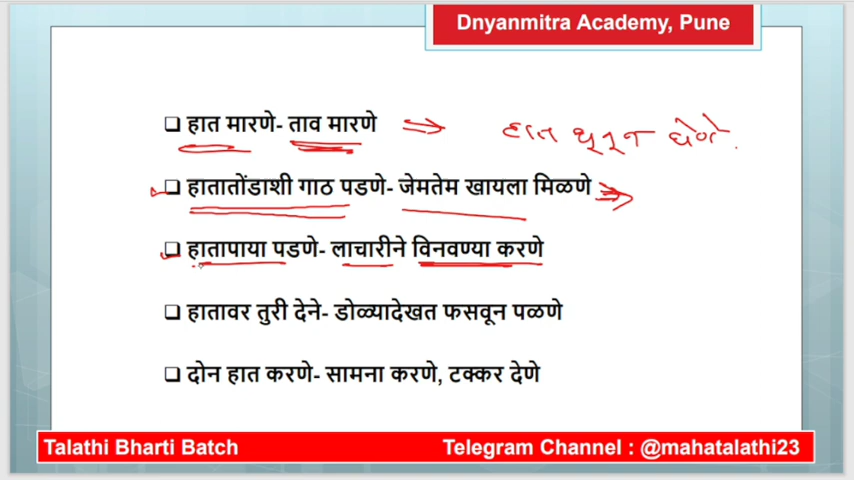 Dnyanmitra Academy, Pune
❑ हात मारणे- ताव मारणे
हात धुवून घेणे.
❑ हातातोंडाशी गाठ पडणे- जेमतेम खायला मिळणे
❑ हातापाया पडणे- लाचारीने विनवण्या करणे
❑ हातावर तुरी देने- डोळ्यादेखत फसवून पळणे
❑ दोन हात करणे- सामना करणे, टक्कर देणे
Talathi Bharti Batch
Telegram Channel : @mahatalathi23